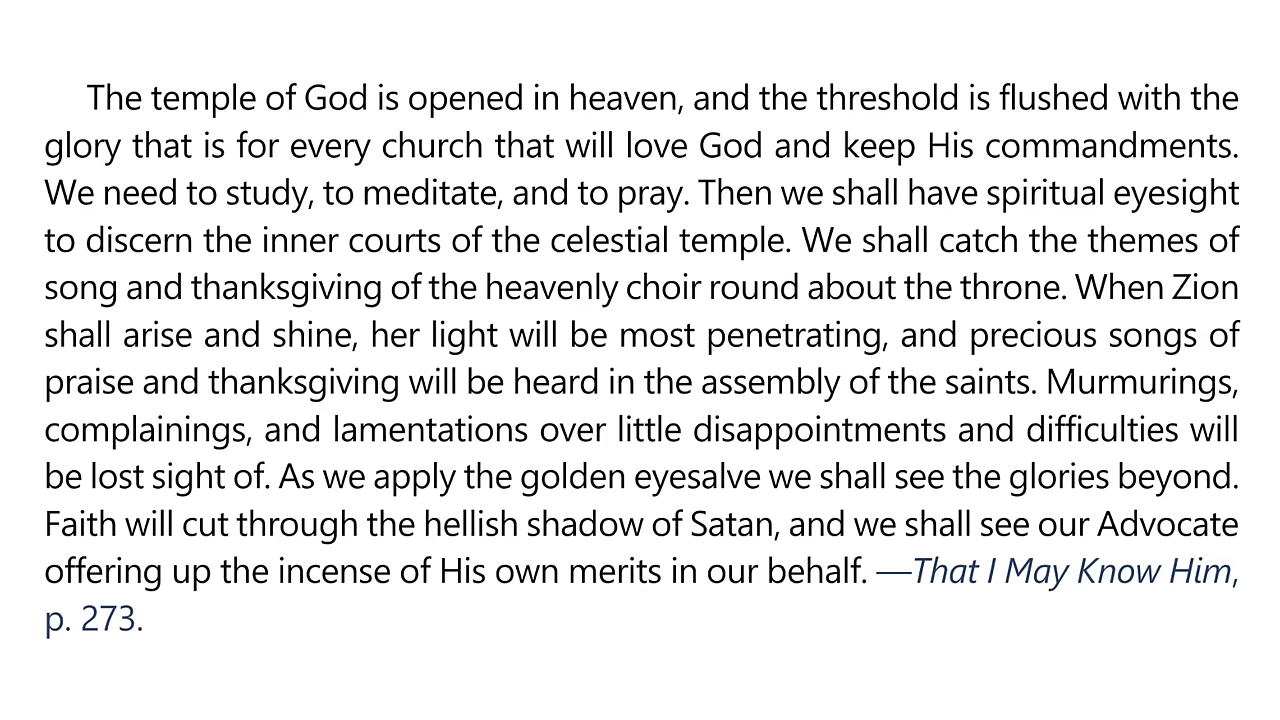 The temple of God is opened in heaven, and the threshold is flushed with the
glory that is for every church that will love God and keep His commandments.
We need to study, to meditate, and to pray. Then we shall have spiritual eyesight
to discern the inner courts of the celestial temple. We shall catch the themes of
song and thanksgiving of the heavenly choir round about the throne. When Zion
shall arise and shine, her light will be most penetrating, and precious songs of
praise and thanksgiving will be heard in the assembly of the saints. Murmurings,
complainings, and lamentations over little disappointments and difficulties will
be lost sight of. As we apply the golden eyesalve we shall see the glories beyond.
Faith will cut through the hellish shadow of Satan, and we shall see our Advocate
offering up the incense of His own merits in our behalf. —That I May Know Him,
p. 273.